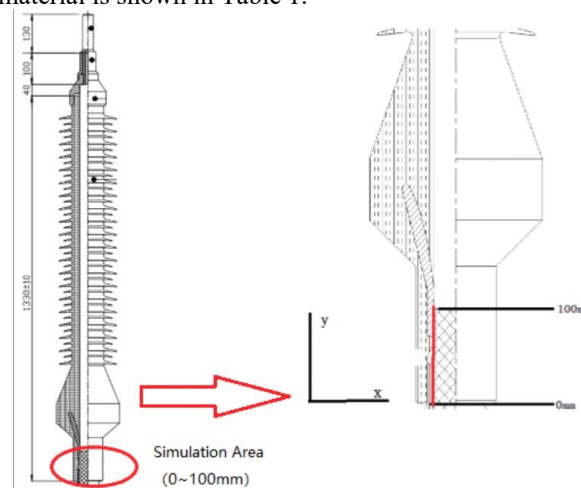 material is shown in Table 1.
130
100
40
1330±10
y
x
100m
0mm
Simulation Area
(0~100mm)